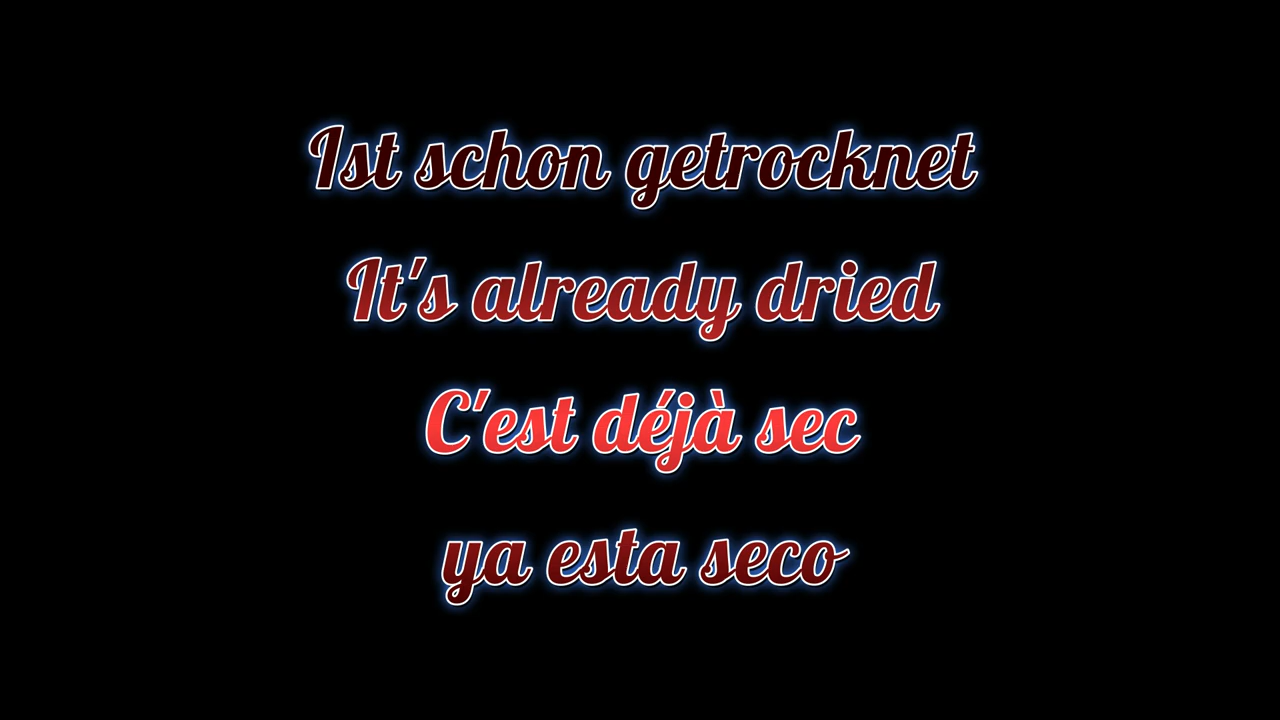 Ist schon getrocknet
It's already dried
C'est déjà sec
ya esta seco